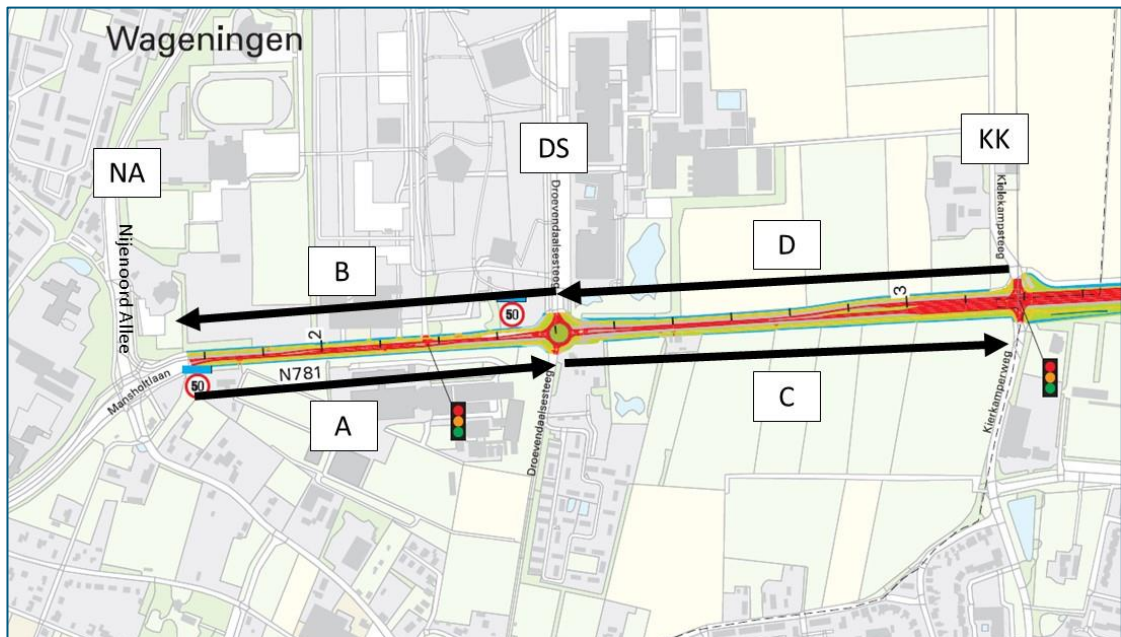 Wageningen
NA
DS
KK
Nijenoord Allee
Droevendaalsesteeg
Kielekampsteeg
B
D
50
3
2
Mansholtlaan
50
N781
A
C
Droevendaalsesteeg
Kierkamperweg